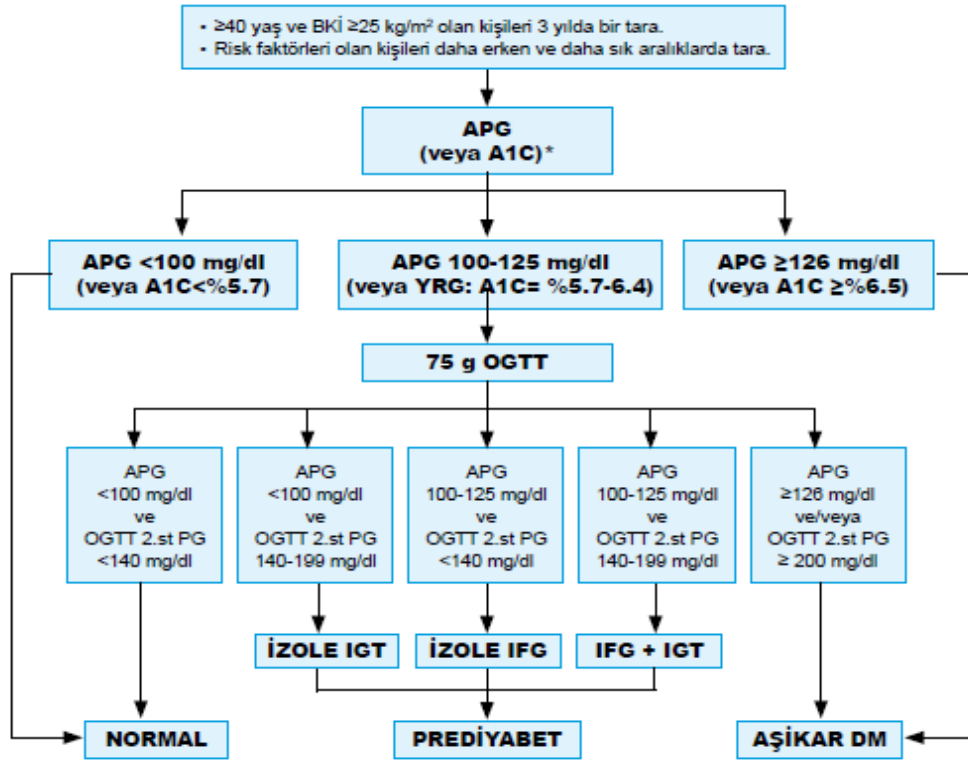 • ≥40 yaş ve BKİ ≥25 kg/m² olan kişileri 3 yılda bir tara.
• Risk faktörleri olan kişileri daha erken ve daha sık aralıklarda tara.
APG
(veya A1C)*
APG <100 mg/dl
(veya A1C<%5.7)
APG 100-125 mg/dl
(veya YRG: A1C= %5.7-6.4)
APG ≥126 mg/dl
(veya A1C ≥%6.5)
75 g OGTT
APG
<100 mg/dl
ve
OGTT 2.st PG
<140 mg/dl
APG
<100 mg/dl
ve
OGTT 2.st PG
140-199 mg/dl
APG
100-125 mg/dl
ve
OGTT 2.st PG
<140 mg/dl
APG
100-125 mg/dl
ve
OGTT 2.st PG
140-199 mg/dl
APG
≥126 mg/dl
ve/veya
OGTT 2.st PG
≥ 200 mg/dl
İZOLE IGT
İZOLE IFG
IFG + IGT
NORMAL
PREDİYABET
AŞİKAR DM